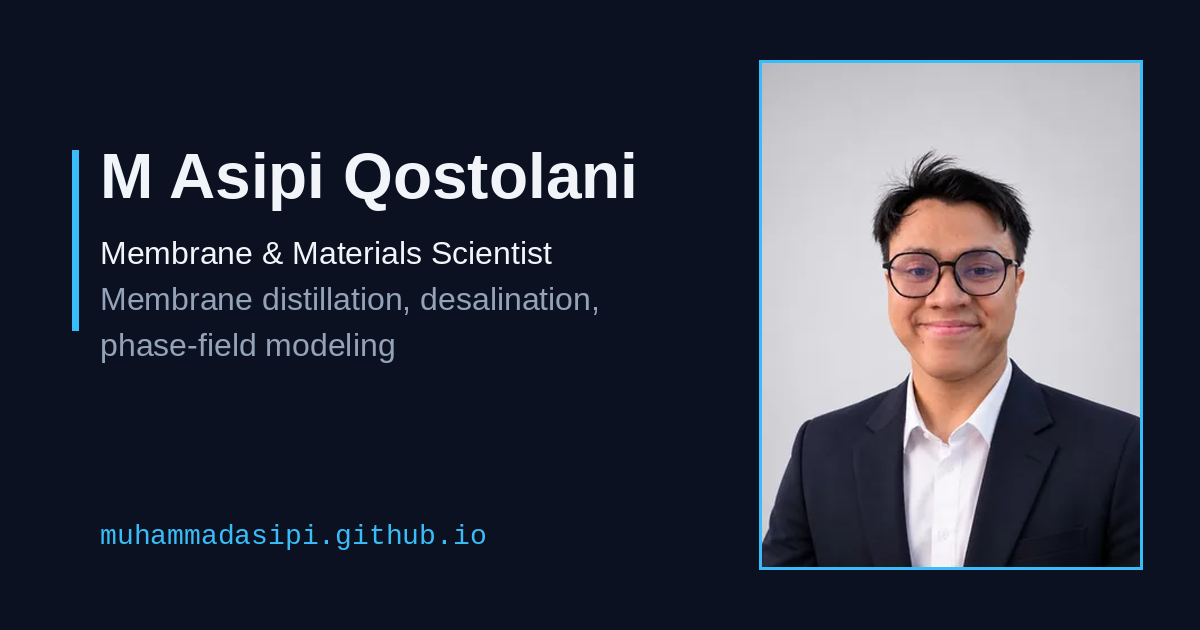 M Asipi Qostolani
Membrane & Materials Scientist
Membrane distillation, desalination,
phase-field modeling
muhammadasipi.github.io